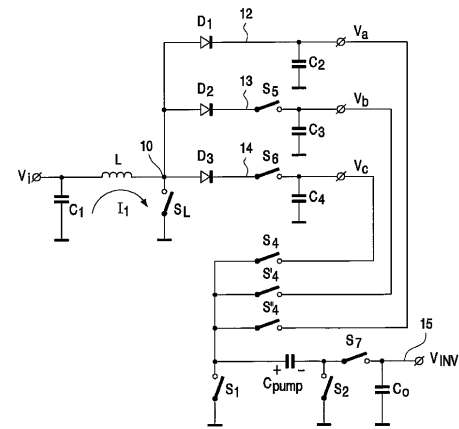 D1
12
Va
C2
D2
13
S5
Vb
C3
Vi
L
10
D3
14
S6
Vc
C1
I1
SL
C4
S4
S'4
S"4
S7
15
VINV
+
-
S1
Cpump
S2
Co